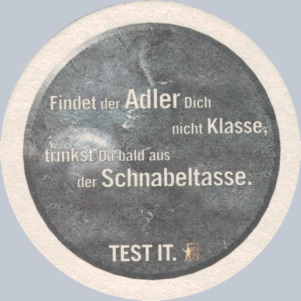 Findet der Adler Dich
nicht Klasse,
trinkst Du bald aus
der Schnabeltasse.
TEST IT.